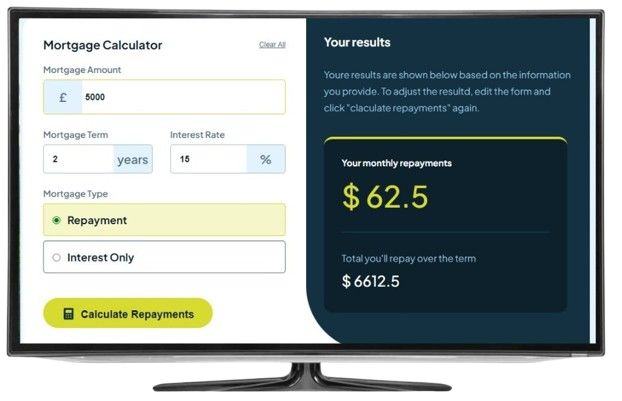 Mortgage Calculator
Clear All
Mortgage Amount
£ 5000
Mortgage Term
Interest Rate
2 years
15 %
Mortgage Type
Repayment
Interest Only
Calculate Repayments
Your results
Youre results are shown below based on the information
you provide. To adjust the resultd, edit the form and
click "claculate repayments" again.
Your monthly repayments
$ 62.5
Total you'll repay over the term
$ 6612.5